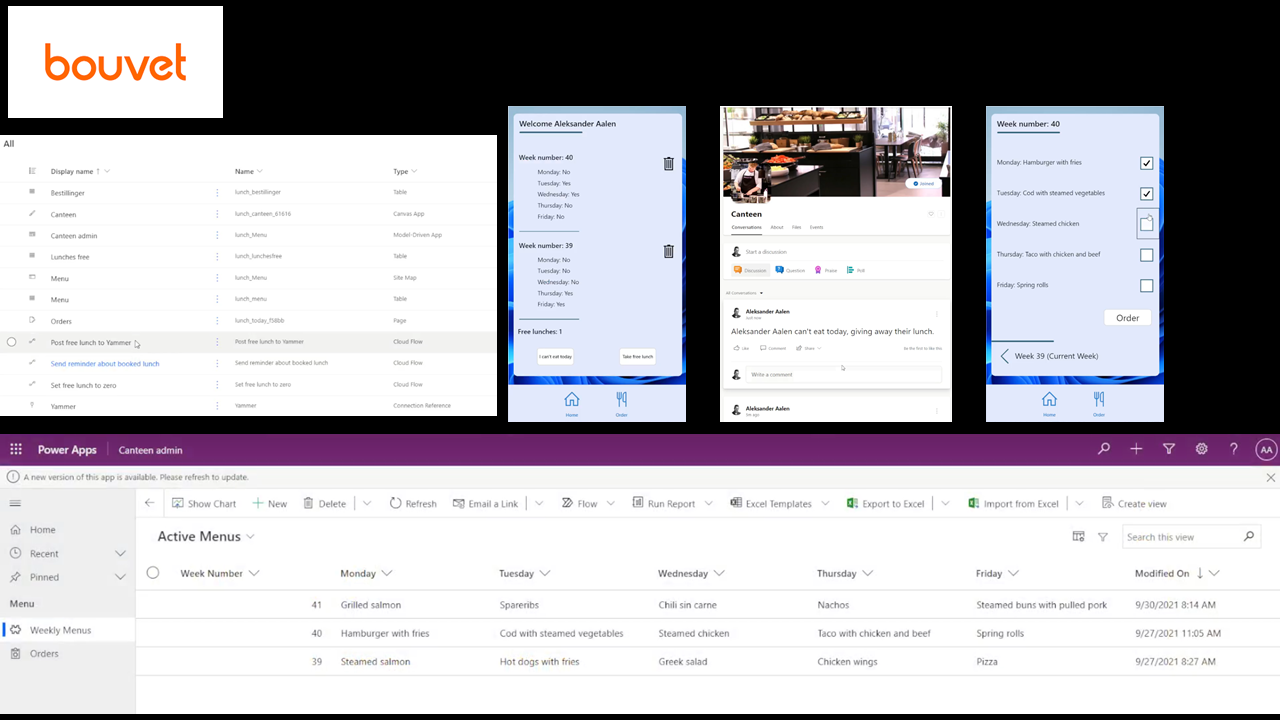 bouvet
All
Display name ↑ Name Type
Bestillinger lunch_bestillinger Table
Canteen lunch_canteen_61616 Canvas App
Canteen admin lunch_Menu Model-Driven App
Lunches free lunch_lunchesfree Table
Menu lunch_Menu Site Map
Menu lunch_menu Table
Orders lunch_today_f58bb Page
Post free lunch to Yammer Post free lunch to Yammer Cloud Flow
Send reminder about booked lunch Send reminder about booked lunch Cloud Flow
Set free lunch to zero Set free lunch to zero Cloud Flow
Yammer Yammer Connection Reference
Welcome Aleksander Aalen
Week number: 40
Monday: No
Tuesday: Yes
Wednesday: Yes
Thursday: No
Friday: No
Week number: 39
Monday: No
Tuesday: No
Wednesday: No
Thursday: Yes
Friday: Yes
Free lunches: 1
I can't eat today Take free lunch
Home Order
Joined
Canteen
Conversations About Files Events
Start a discussion
Discussion Question Praise Poll
All Conversations
Aleksander Aalen
Just now
Aleksander Aalen can't eat today, giving away their lunch.
Like Comment Share Be the first to like this
Write a comment
Aleksander Aalen
Week number: 40
Monday: Hamburger with fries
Tuesday: Cod with steamed vegetables
Wednesday: Steamed chicken
Thursday: Taco with chicken and beef
Friday: Spring rolls
Order
Week 39 (Current Week)
Home Order
Power Apps Canteen admin AA
A new version of this app is available. Please refresh to update.
Show Chart New Delete Refresh Email a Link Flow Run Report Excel Templates Export to Excel Import from Excel Create view
Home
Recent
Pinned
Menu
Weekly Menus
Orders
Active Menus Search this view
Week Number Monday Tuesday Wednesday Thursday Friday Modified On ↓
41 Grilled salmon Spareribs Chili sin carne Nachos Steamed buns with pulled pork 9/30/2021 8:14 AM
40 Hamburger with fries Cod with steamed vegetables Steamed chicken Taco with chicken and beef Spring rolls 9/27/2021 11:05 AM
39 Steamed salmon Hot dogs with fries Greek salad Chicken wings Pizza 9/27/2021 8:27 AM